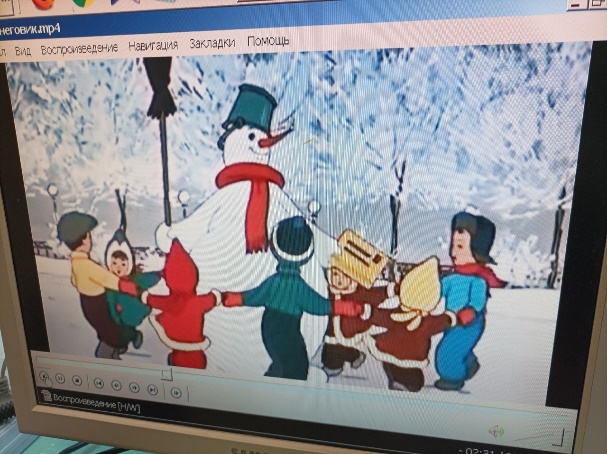 неговик.mp4
л Вид Воспроизведение Навигация Закладки Помощь
Воспроизведение [H/W]